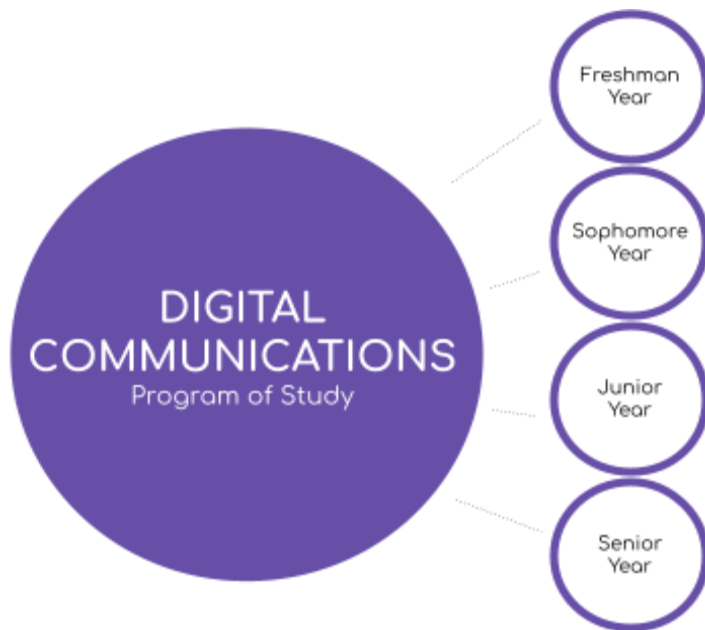 DIGITAL
COMMUNICATIONS
Program of Study
Freshman
Year
Sophomore
Year
Junior
Year
Senior
Year